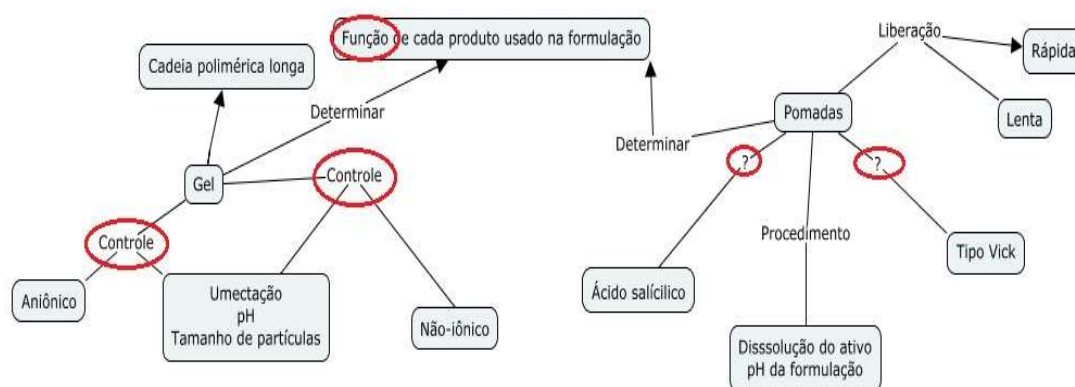 Função de cada produto usado na formulação
Liberação
Rápida
Cadeia polimérica longa
Determinar
Pomadas
Lenta
Determinar
?
?
Controle
Gel
Controle
Procedimento
Tipo Vick
Aniônico
Umectação
pH
Tamanho de partículas
Não-iônico
Ácido salícilico
Disssolução do ativo
pH da formulação